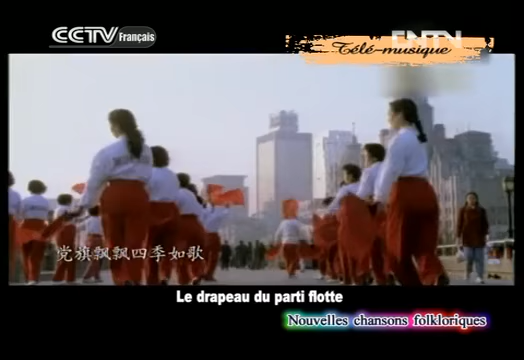 CCTV Français
CNTV
Télé-musique
党旗飘飘四季如歌
Le drapeau du parti flotte
Nouvelles chansons folkloriques